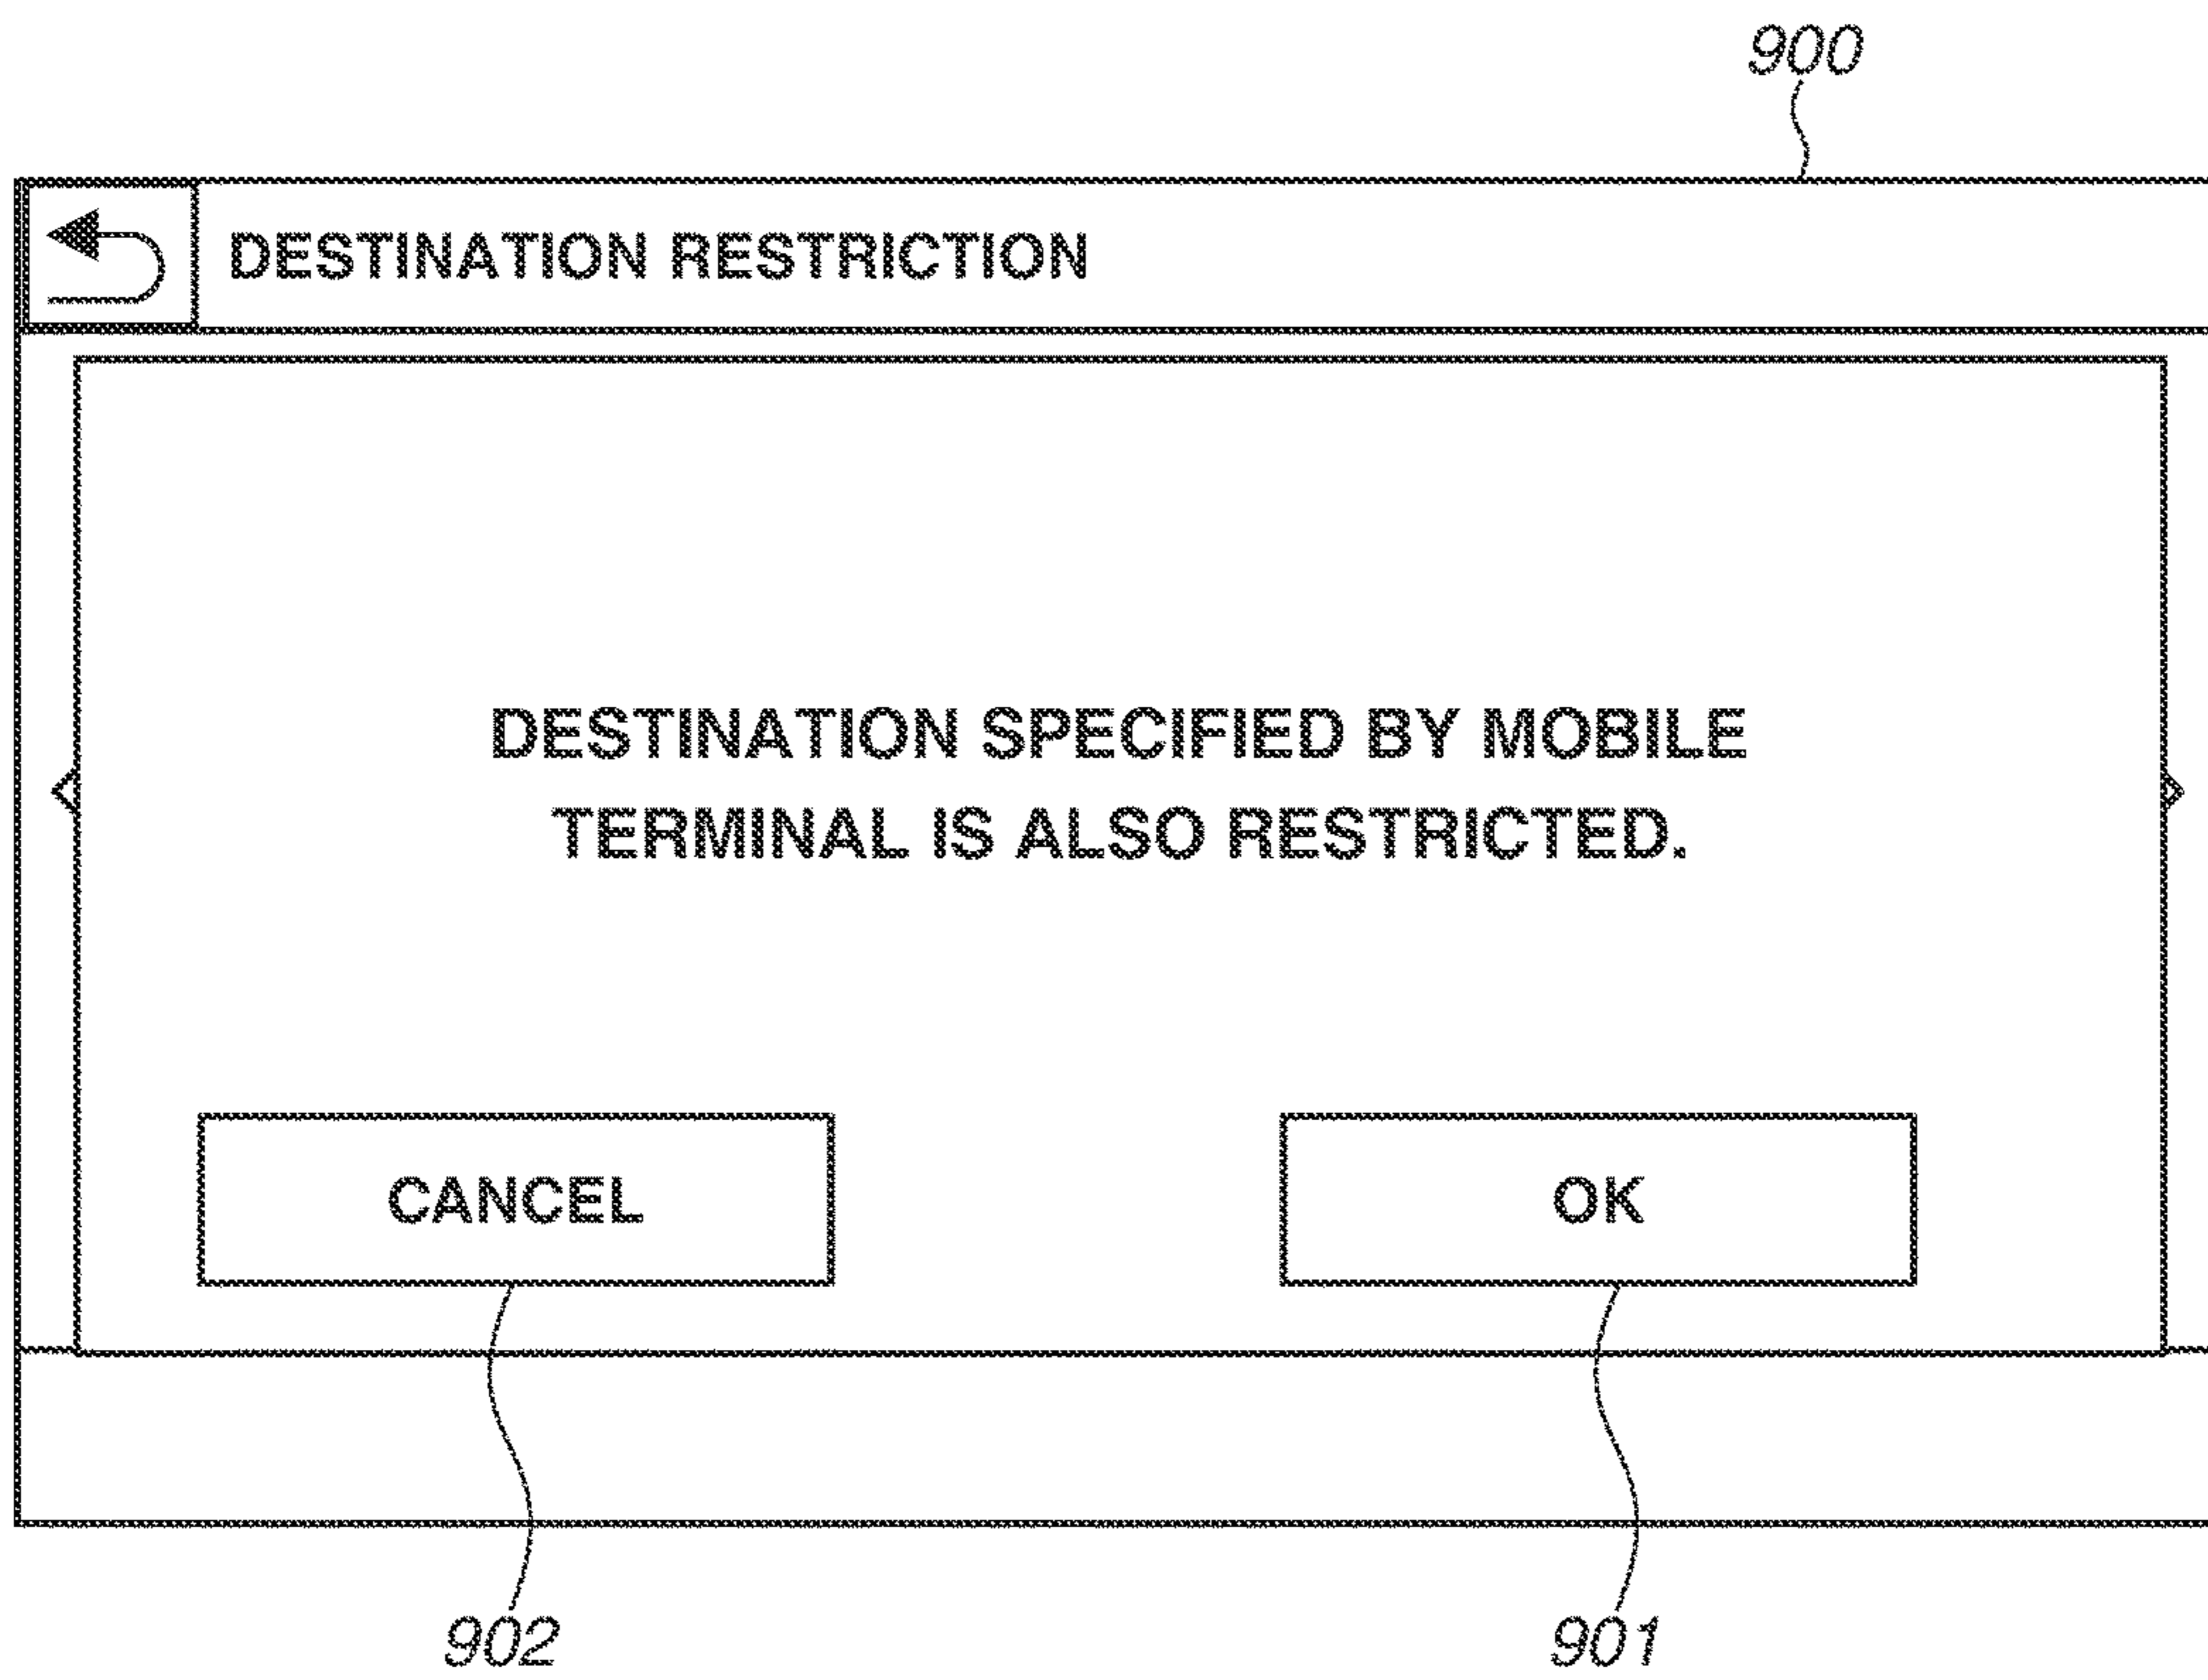 900
DESTINATION RESTRICTION
DESTINATION SPECIFIED BY MOBILE
TERMINAL IS ALSO RESTRICTED.
CANCEL
OK
902
901